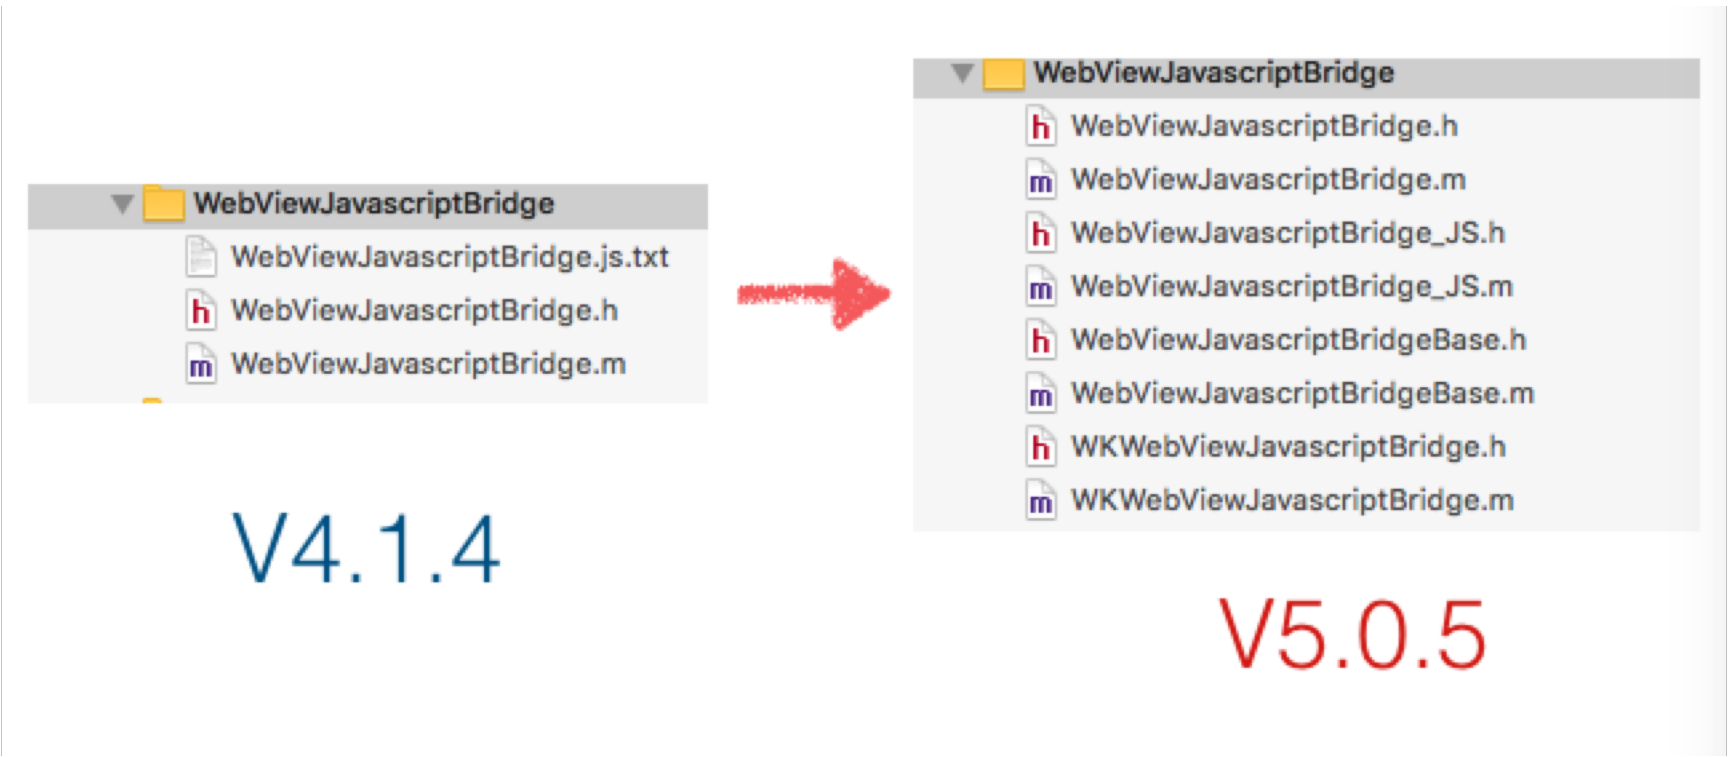 WebViewJavascriptBridge
WebViewJavascriptBridge.js.txt
h WebViewJavascriptBridge.h
m WebViewJavascriptBridge.m
V4.1.4
WebViewJavascriptBridge
h WebViewJavascriptBridge.h
m WebViewJavascriptBridge.m
h WebViewJavascriptBridge_JS.h
m WebViewJavascriptBridge_JS.m
h WebViewJavascriptBridgeBase.h
m WebViewJavascriptBridgeBase.m
h WKWebViewJavascriptBridge.h
m WKWebViewJavascriptBridge.m
V5.0.5